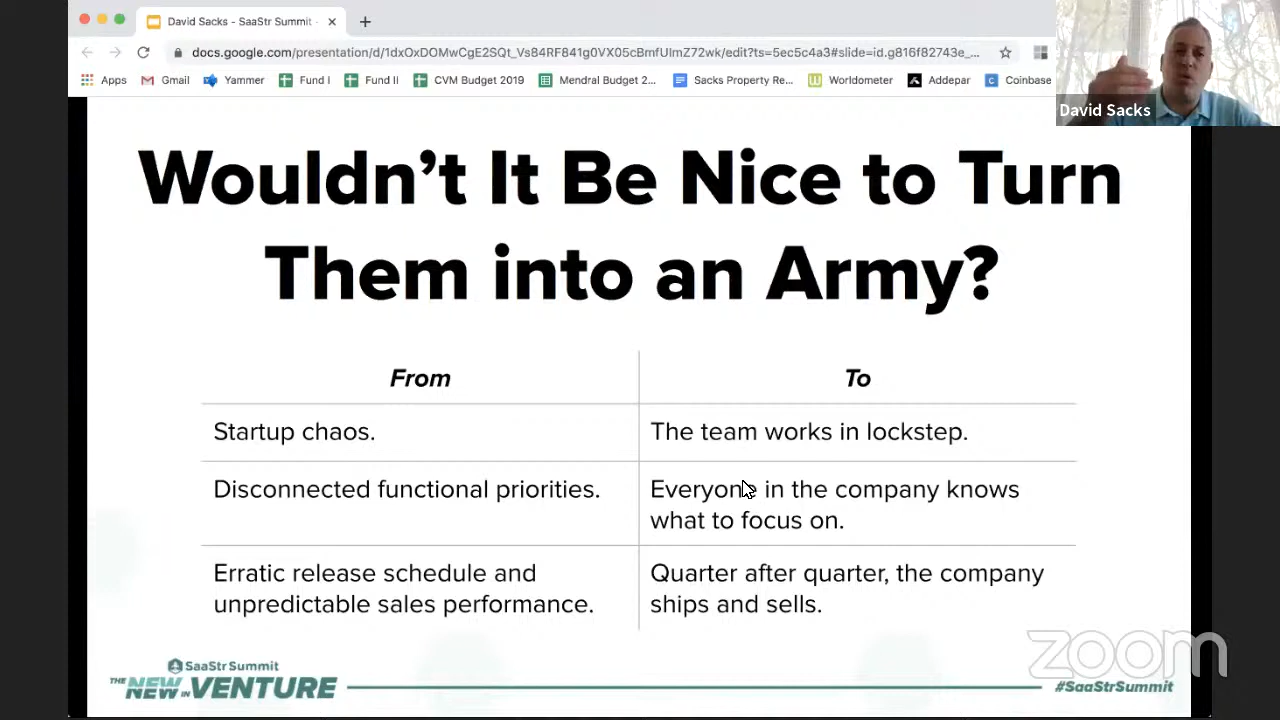 David Sacks - SaaStr Summit -
docs.google.com/presentation/d/1dxOxDOMwCgE2SQt_Vs84RF841g0VX05cBmfUImZ72wk/edit?ts=5ec5c4a3#slide=id.g816f82743e_...
Apps Gmail Yammer Fund I Fund II CVM Budget 2019 Mendral Budget 2... Sacks Property Re... Worldometer Addepar Coinbase
David Sacks
Wouldn't It Be Nice to Turn
Them into an Army?
From To
Startup chaos. The team works in lockstep.
Disconnected functional priorities. Everyone in the company knows
what to focus on.
Erratic release schedule and Quarter after quarter, the company
unpredictable sales performance. ships and sells.
zoom
SaaStr Summit
THE NEW IN VENTURE
#SaaStrSummit